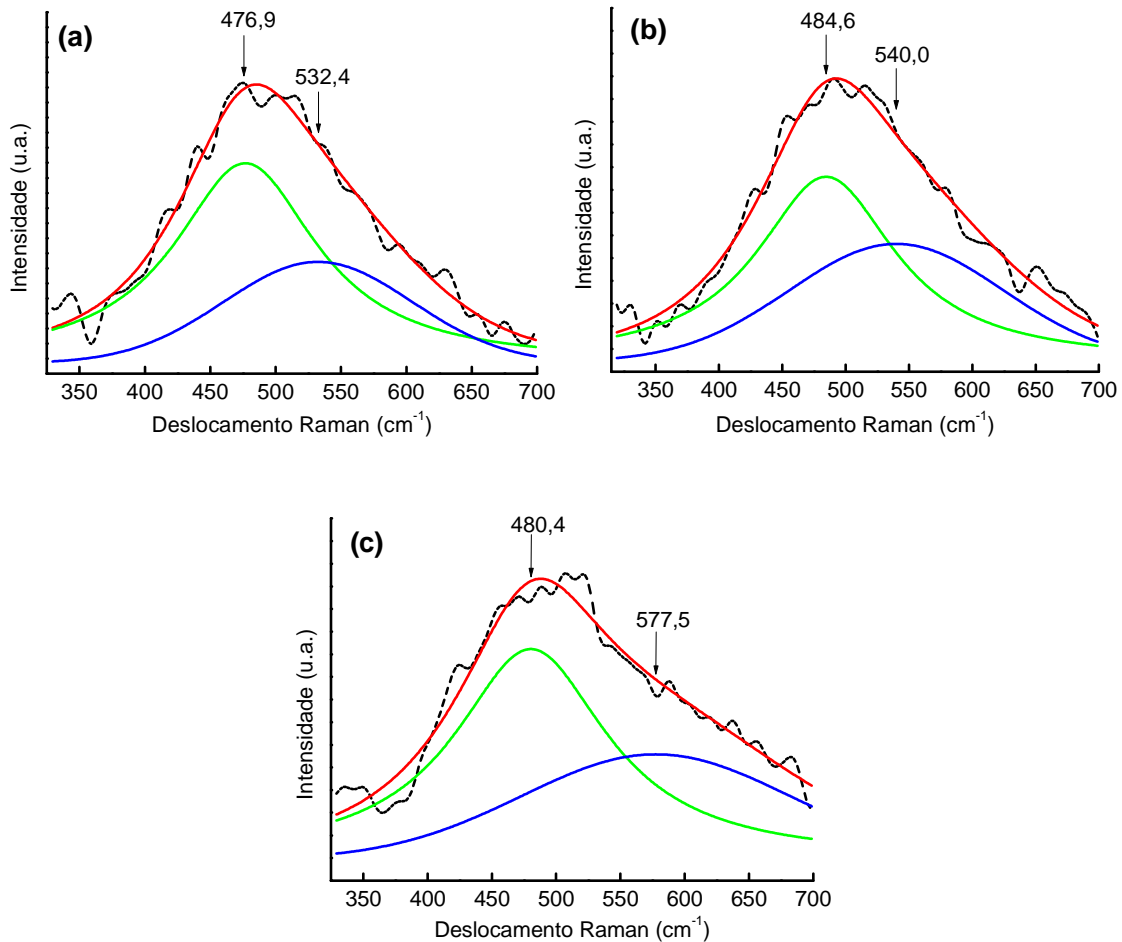 (a)
476,9
532,4
Intensidade (u.a.)
350 400 450 500 550 600 650 700
Deslocamento Raman (cm⁻¹)
(b)
484,6
540,0
Intensidade (u.a.)
350 400 450 500 550 600 650 700
Deslocamento Raman (cm⁻¹)
(c)
480,4
577,5
Intensidade (u.a.)
350 400 450 500 550 600 650 700
Deslocamento Raman (cm⁻¹)